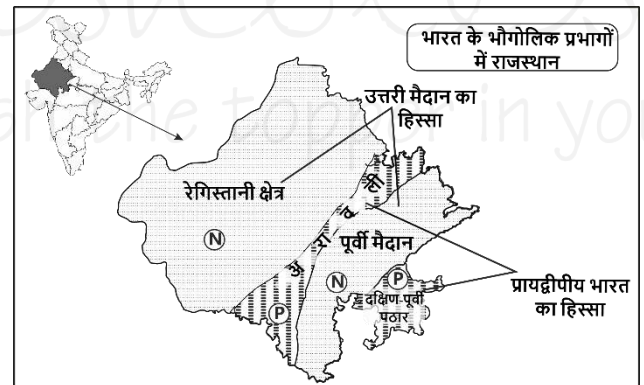 भारत के भौगोलिक प्रभागों
में राजस्थान
उत्तरी मैदान का
हिस्सा
रेगिस्तानी क्षेत्र
अरावली
N
पूर्वी मैदान
P
N
P
दक्षिण-पूर्वी
पठार
प्रायद्वीपीय भारत
का हिस्सा